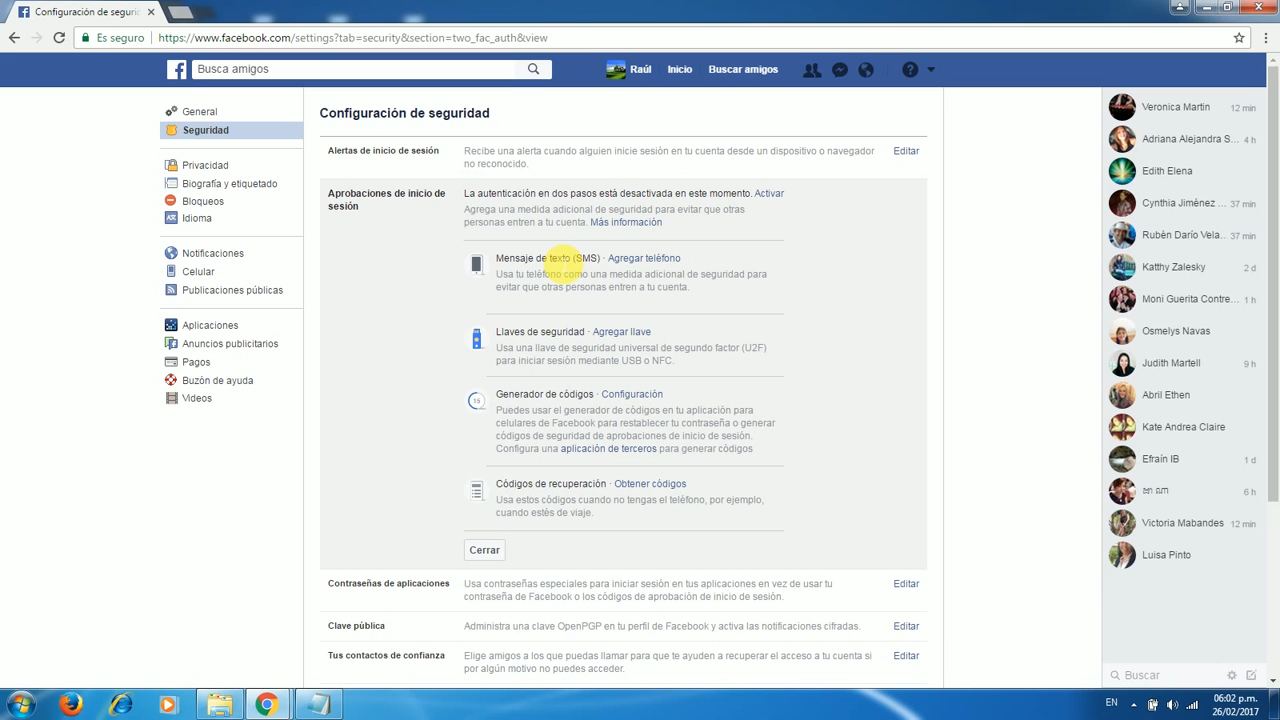 Configuración de seguri
Es seguro
https://www.facebook.com/settings?tab=security&section=two_fac_auth&view
Busca amigos
Raúl
Inicio
Buscar amigos
General
Seguridad
Privacidad
Biografía y etiquetado
Bloqueos
Idioma
Notificaciones
Celular
Publicaciones públicas
Aplicaciones
Anuncios publicitarios
Pagos
Buzón de ayuda
Videos
Configuración de seguridad
Alertas de inicio de sesión
Recibe una alerta cuando alguien inicie sesión en tu cuenta desde un dispositivo o navegador
no reconocido.
Editar
Aprobaciones de inicio de
sesión
La autenticación en dos pasos está desactivada en este momento. Activar
Agrega una medida adicional de seguridad para evitar que otras
personas entren a tu cuenta. Más información
Mensaje de texto (SMS) · Agregar teléfono
Usa tu teléfono como una medida adicional de seguridad para
evitar que otras personas entren a tu cuenta.
Llaves de seguridad · Agregar llave
Usa una llave de seguridad universal de segundo factor (U2F)
para iniciar sesión mediante USB o NFC.
15
Generador de códigos · Configuración
Puedes usar el generador de códigos en tu aplicación para
celulares de Facebook para restablecer tu contraseña o generar
códigos de seguridad de aprobaciones de inicio de sesión.
Configura una aplicación de terceros para generar códigos
Códigos de recuperación · Obtener códigos
Usa estos códigos cuando no tengas el teléfono, por ejemplo,
cuando estés de viaje.
Cerrar
Contraseñas de aplicaciones
Usa contraseñas especiales para iniciar sesión en tus aplicaciones en vez de usar tu
contraseña de Facebook o los códigos de aprobación de inicio de sesión.
Editar
Clave pública
Administra una clave OpenPGP en tu perfil de Facebook y activa las notificaciones cifradas.
Editar
Tus contactos de confianza
Elige amigos a los que puedas llamar para que te ayuden a recuperar el acceso a tu cuenta si
por algún motivo no puedes acceder.
Editar
Veronica Martin 12 min
Adriana Alejandra S... 4 h
Edith Elena
Cynthia Jiménez ... 37 min
Rubén Darío Vela... 37 min
Katthy Zalesky 2 d
Moni Guerita Contre... 1 h
Osmelys Navas
Judith Martell 9 h
Abril Ethen
Kate Andrea Claire
Efraín IB 1 d
6 h
Victoria Mabandes 12 min
Luisa Pinto
Buscar
EN
06:02 p.m.
26/02/2017